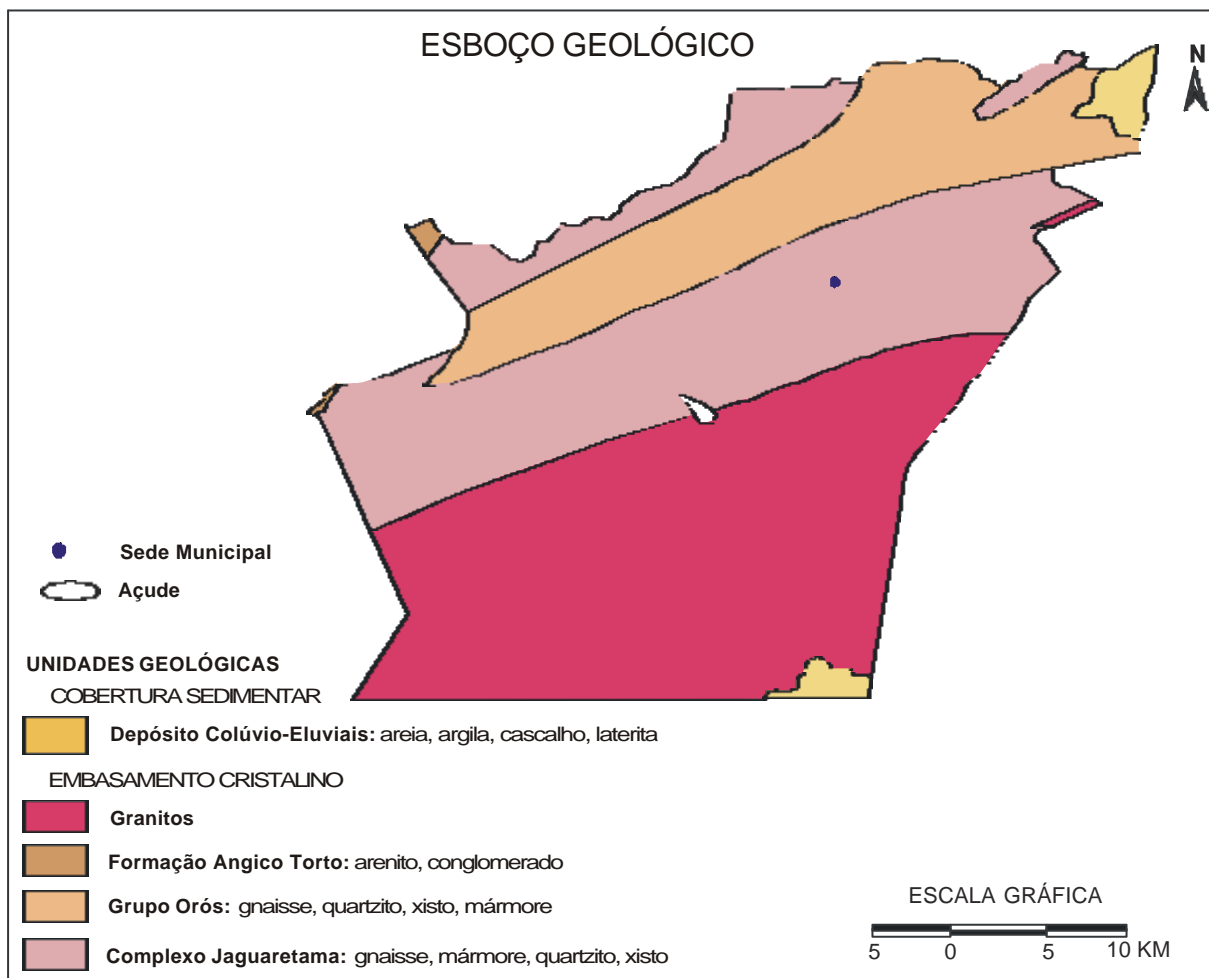 ESBOÇO GEOLÓGICO
N
Sede Municipal
Açude
UNIDADES GEOLÓGICAS
COBERTURA SEDIMENTAR
Depósito Colúvio-Eluviais: areia, argila, cascalho, laterita
EMBASAMENTO CRISTALINO
Granitos
Formação Angico Torto: arenito, conglomerado
Grupo Orós: gnaisse, quartzito, xisto, mármore
Complexo Jaguaretama: gnaisse, mármore, quartzito, xisto
ESCALA GRÁFICA
5 0 5 10 KM